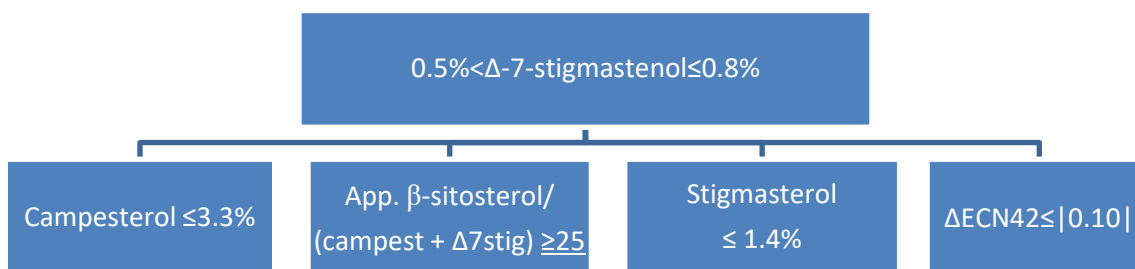 0.5%<Δ-7-stigmastenol≤0.8%
Campesterol ≤3.3%
App. β-sitosterol/
(campest + Δ7stig) ≥25
Stigmasterol
≤ 1.4%
ΔECN42≤|0.10|